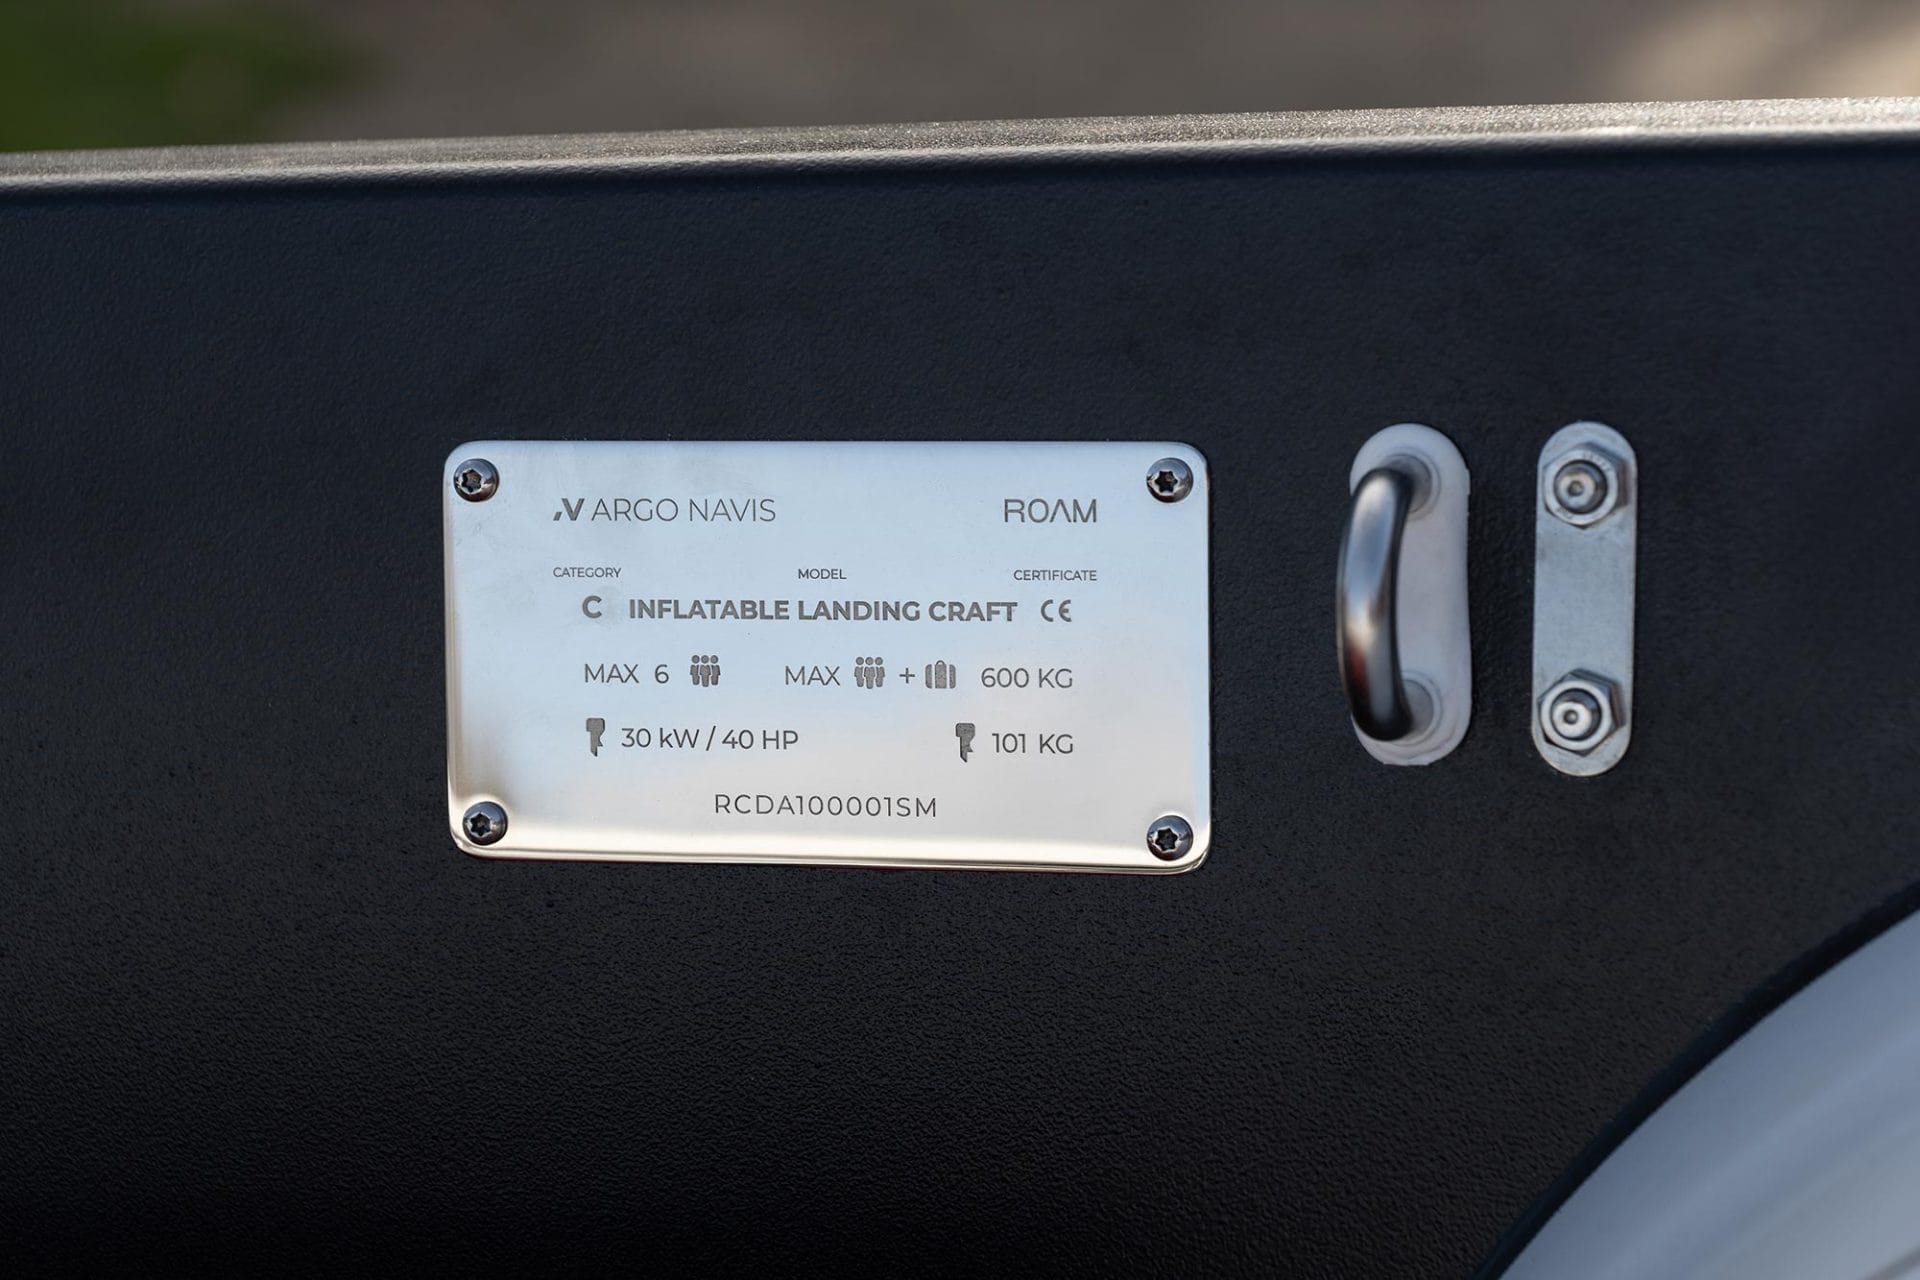 ARGO NAVIS ROAM
CATEGORY MODEL CERTIFICATE
C INFLATABLE LANDING CRAFT CE
MAX 6 MAX + 600 KG
30 kW / 40 HP 101 KG
RCDA100001SM